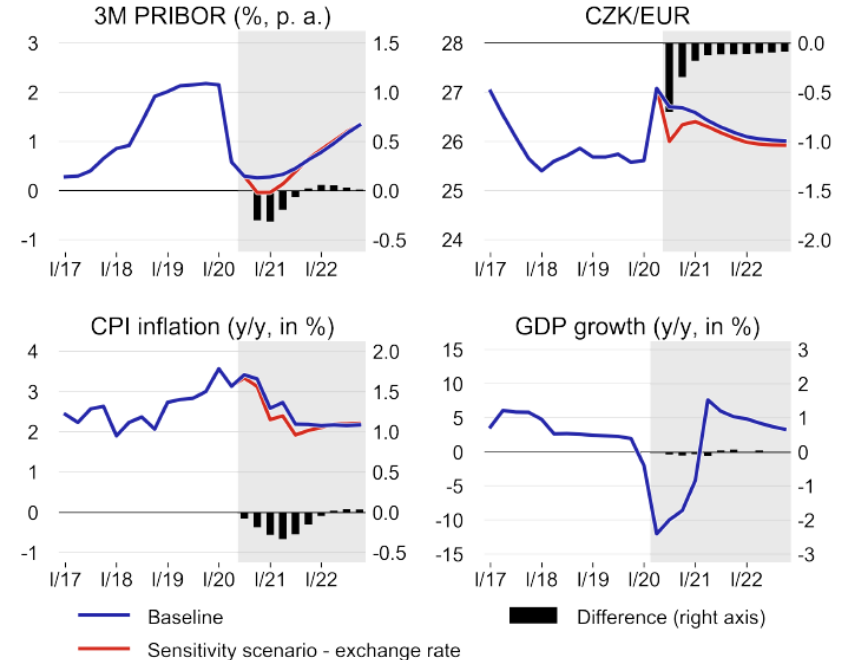 3M PRIBOR (%, p. a.)
3 1.5
2 1.0
1 0.5
0 0.0
-1 -0.5
I/17 I/18 I/19 I/20 I/21 I/22
CZK/EUR
28 0.0
27 -0.5
26 -1.0
25 -1.5
24 -2.0
I/17 I/18 I/19 I/20 I/21 I/22
CPI inflation (y/y, in %)
4 2.0
3 1.5
2 1.0
1 0.5
0 0.0
-1 -0.5
I/17 I/18 I/19 I/20 I/21 I/22
GDP growth (y/y, in %)
15 3
10 2
5 1
0 0
-5 -1
-10 -2
-15 -3
I/17 I/18 I/19 I/20 I/21 I/22
Baseline
Difference (right axis)
Sensitivity scenario - exchange rate